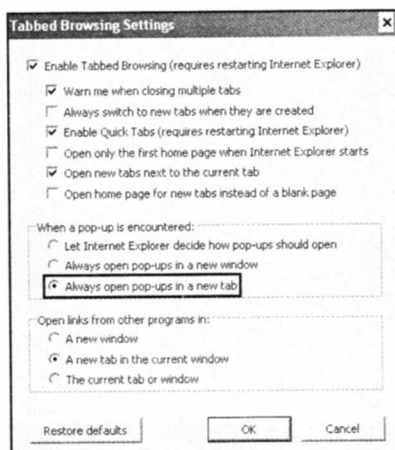 Tabbed Browsing Settings
Enable Tabbed Browsing (requires restarting Internet Explorer)
Warn me when closing multiple tabs
Always switch to new tabs when they are created
Enable Quick Tabs (requires restarting Internet Explorer)
Open only the first home page when Internet Explorer starts
Open new tabs next to the current tab
Open home page for new tabs instead of a blank page
When a pop-up is encountered:
Let Internet Explorer decide how pop-ups should open
Always open pop-ups in a new window
Always open pop-ups in a new tab
Open links from other programs in:
A new window
A new tab in the current window
The current tab or window
Restore defaults OK Cancel